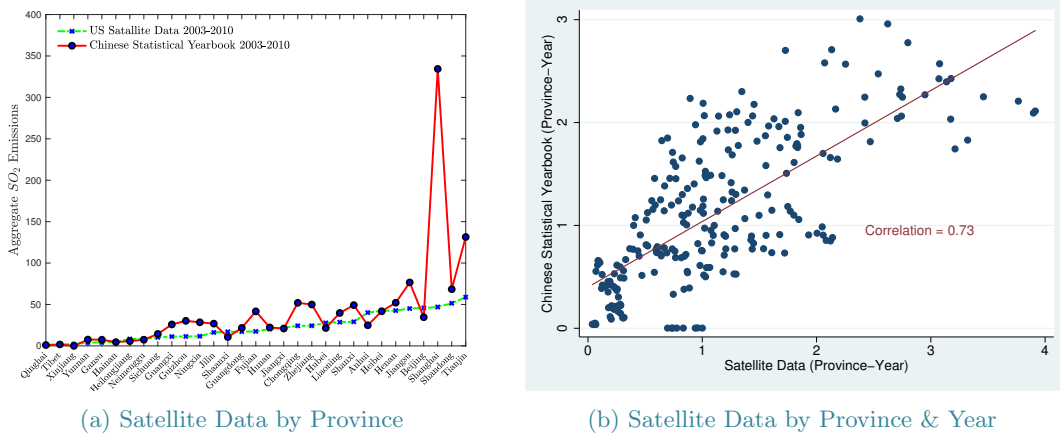 400
350
300
250
200
150
100
50
0
Aggregate SO2 Emissions
US Satallite Data 2003-2010
Chinese Statistical Yearbook 2003-2010
Qinghai
Tibet
Xinjiang
Yunnan
Gansu
Hainan
Heilongjiang
Neimenggu
Sichuang
Guangxi
Guizhou
Ningxia
Jilin
Shaanxi
Guangdong
Fujian
Hunan
Jiangxi
Chongqing
Zhejiang
Hubei
Liaoning
Shaanxi
Anhui
Hebei
Henan
Jiangsu
Beijing
Shanghai
Shandong
Tianjin
(a) Satellite Data by Province
3
2
1
0
Chinese Statistical Yearbook (Province−Year)
Correlation = 0.73
0 1 2 3 4
Satellite Data (Province−Year)
(b) Satellite Data by Province & Year